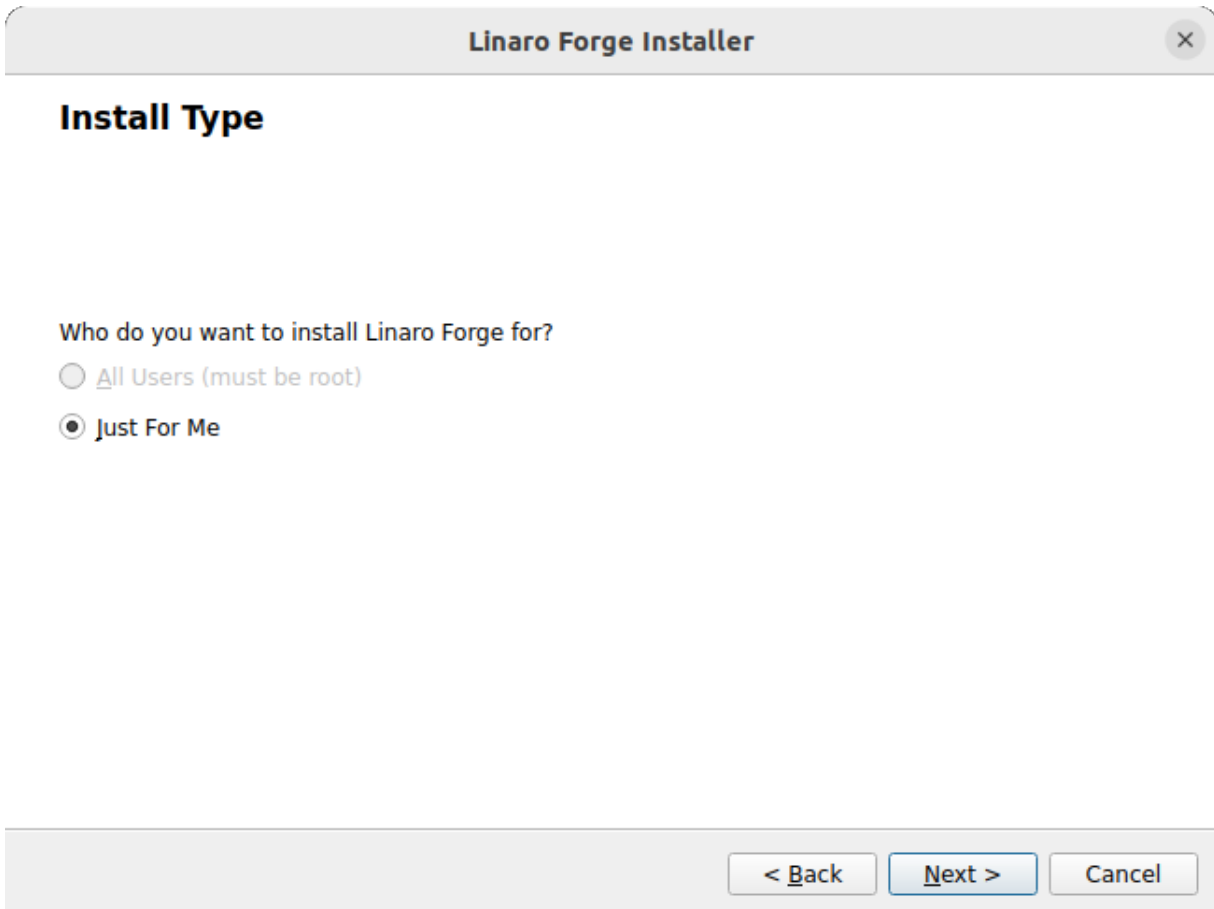 Linaro Forge Installer
Install Type
Who do you want to install Linaro Forge for?
All Users (must be root)
Just For Me
< Back Next > Cancel